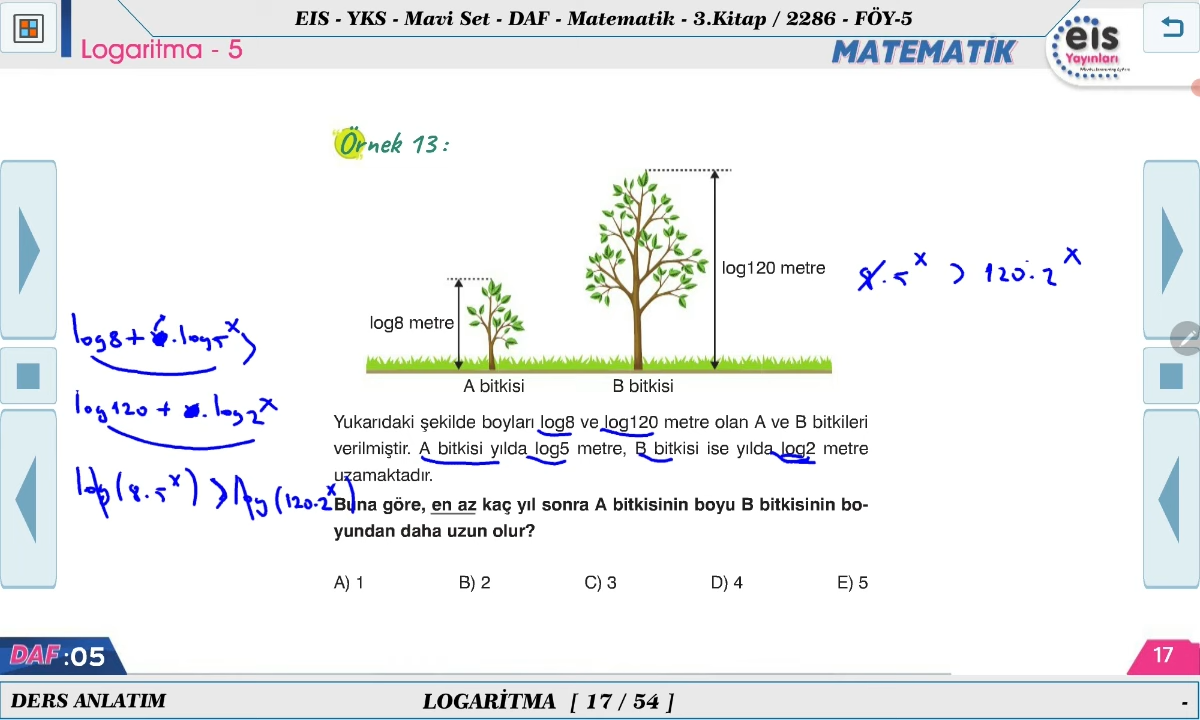 EIS - YKS - Mavi Set - DAF - Matematik - 3.Kitap / 2286 - FÖY-5
Logaritma - 5
MATEMATİK
eis
Yayınları
Örnek 13 :
log120 metre
8.5^x > 120.2^x
log8 metre
log8 + .log5^x >
A bitkisi B bitkisi
log120 + .log2^x
Yukarıdaki şekilde boyları log8 ve log120 metre olan A ve B bitkileri
verilmiştir. A bitkisi yılda log5 metre, B bitkisi ise yılda log2 metre
uzamaktadır.
log(8.5^x) > log(120.2^x)
Buna göre, en az kaç yıl sonra A bitkisinin boyu B bitkisinin bo-
yundan daha uzun olur?
A) 1 B) 2 C) 3 D) 4 E) 5
DAF:05
17
DERS ANLATIM LOGARİTMA [ 17 / 54 ] -